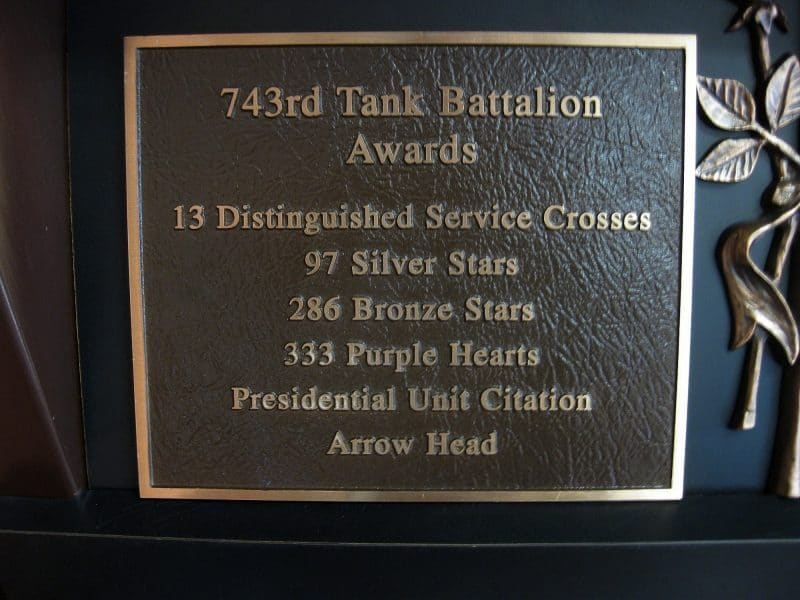 743rd Tank Battalion
Awards
13 Distinguished Service Crosses
97 Silver Stars
286 Bronze Stars
333 Purple Hearts
Presidential Unit Citation
Arrow Head